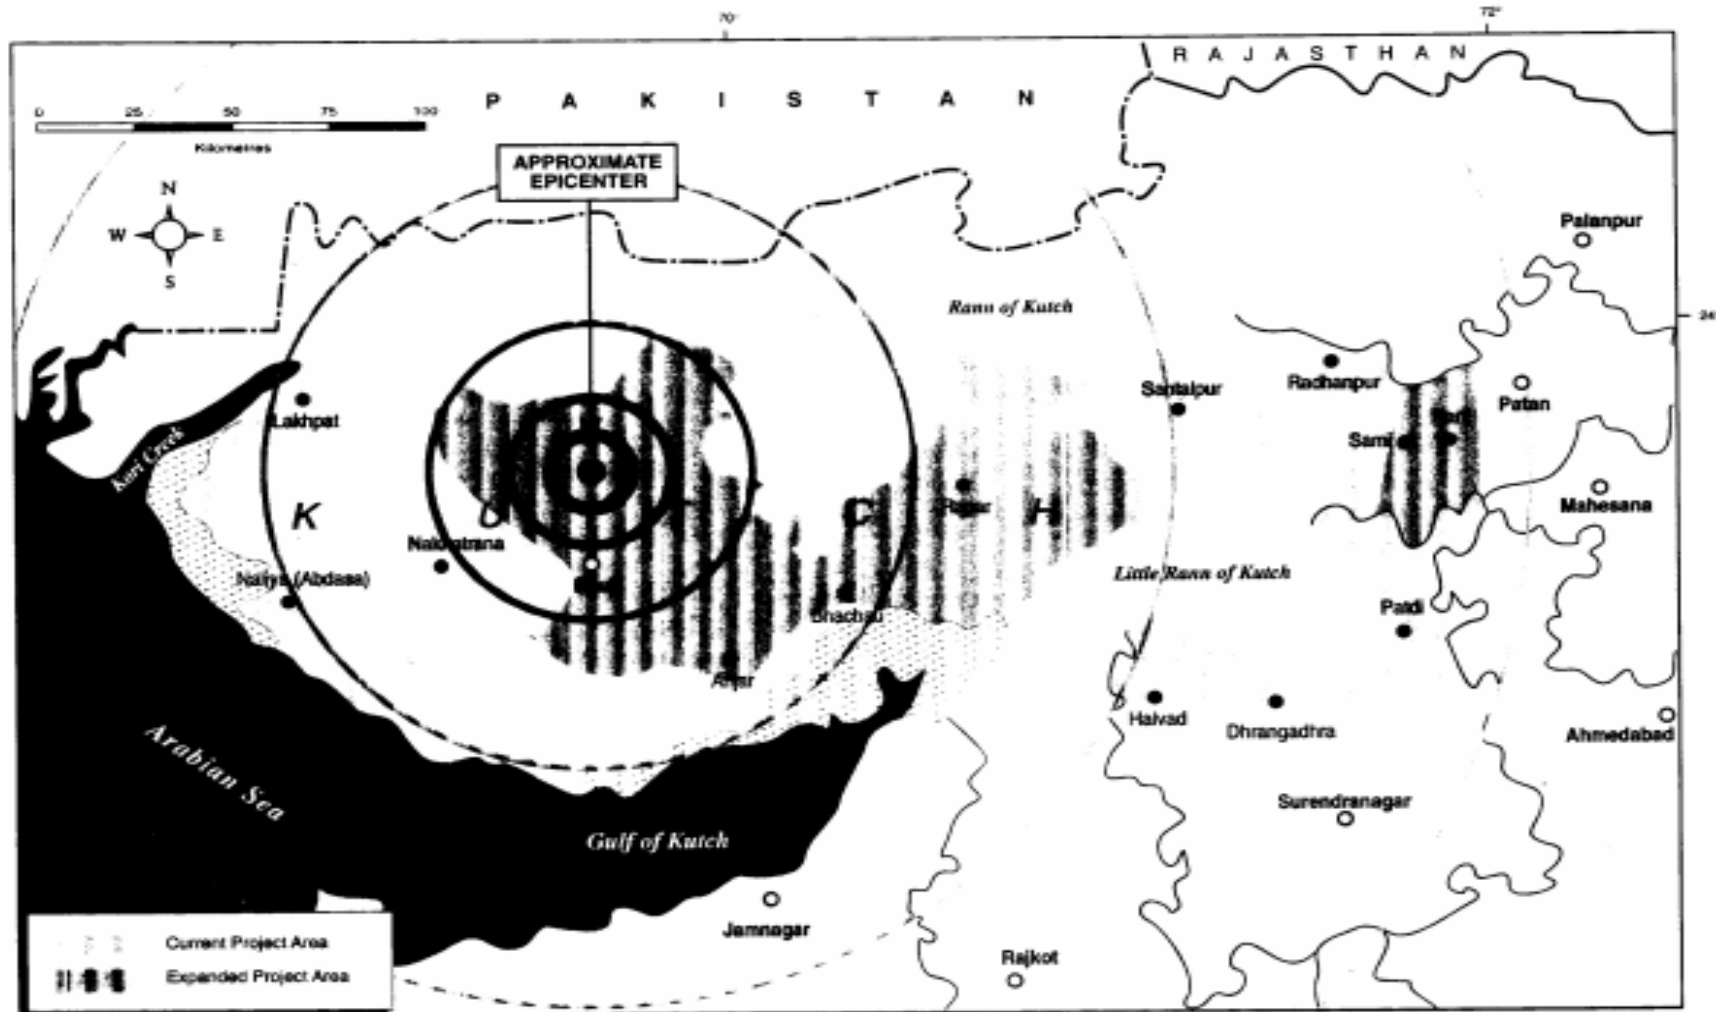 70°
72°
R A J A S T H A N
P A K I S T A N
0 25 50 75 100
Kilometres
APPROXIMATE
EPICENTER
N
W E
S
Palanpur
Rann of Kutch
24°
Lakhpat
Santalpur
Radhanpur
Patan
Sami
Kori Creek
K U T C H
Rapar
Mahesana
Nakhatrana
Naliya (Abdasa)
Little Rann of Kutch
Bhachau
Patdi
Anjar
Halvad
Dhrangadhra
Ahmedabad
Arabian Sea
Surendranagar
Gulf of Kutch
Jamnagar
Rajkot
Current Project Area
Expanded Project Area